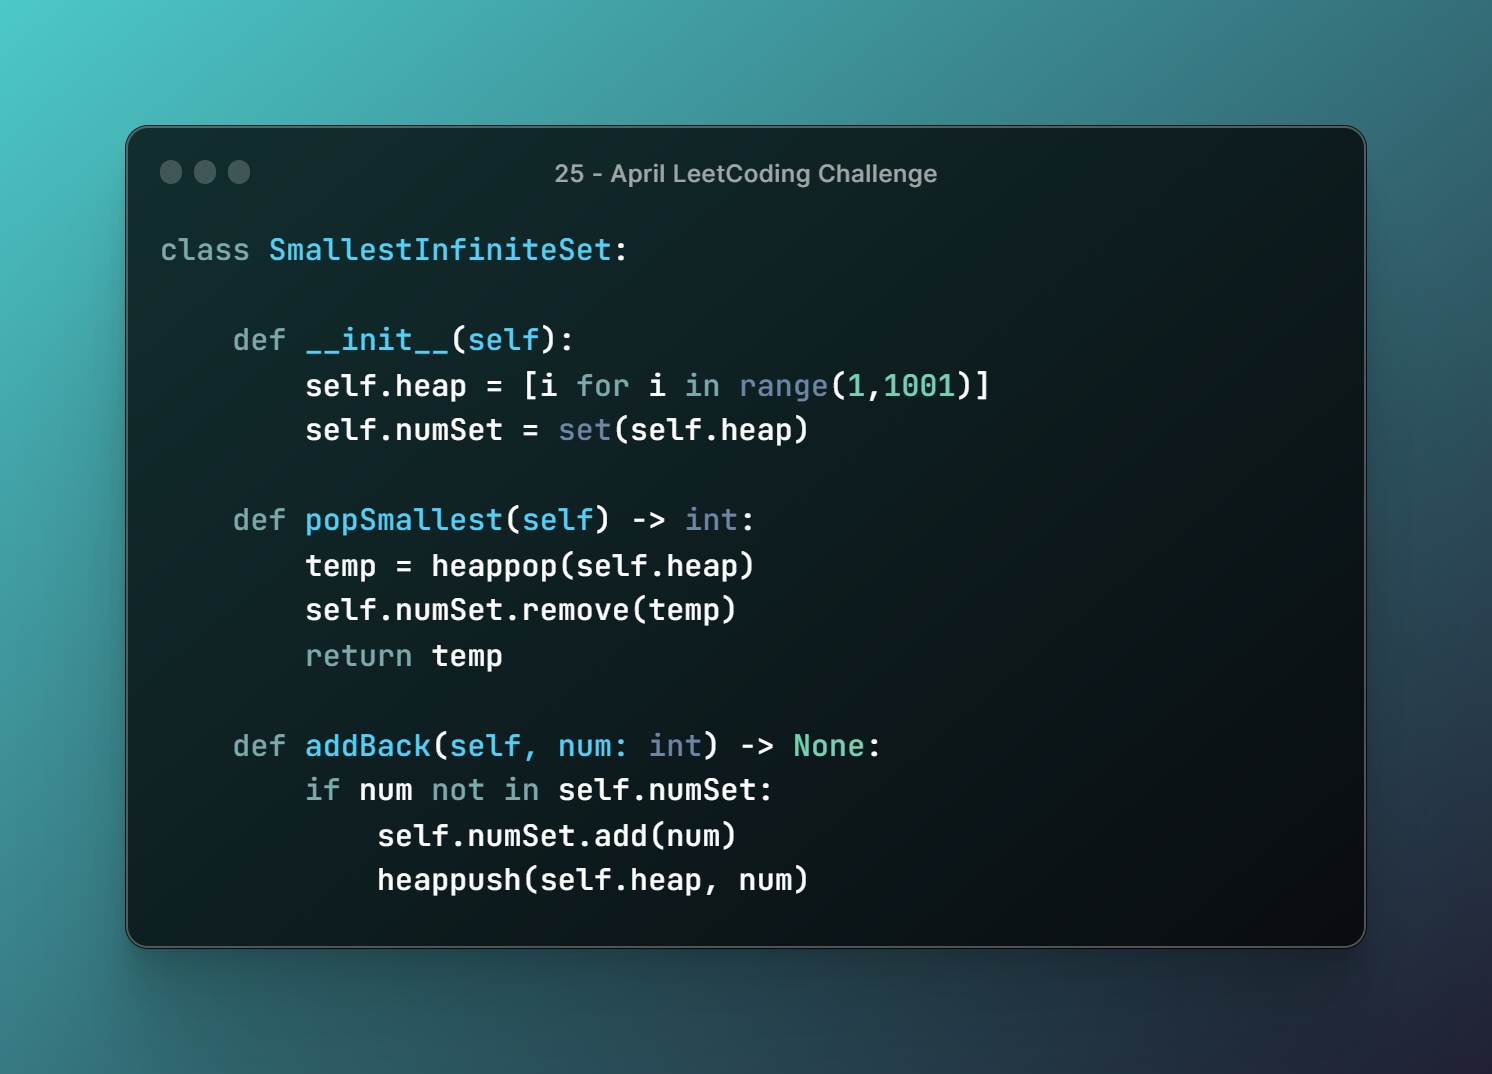 25 - April LeetCoding Challenge
class SmallestInfiniteSet:
    def __init__(self):
        self.heap = [i for i in range(1,1001)]
        self.numSet = set(self.heap)
    def popSmallest(self) -> int:
        temp = heappop(self.heap)
        self.numSet.remove(temp)
        return temp
    def addBack(self, num: int) -> None:
        if num not in self.numSet:
            self.numSet.add(num)
            heappush(self.heap, num)